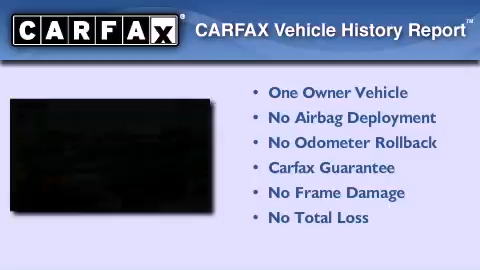 CARFAX® CARFAX Vehicle History Report™
• One Owner Vehicle
• No Airbag Deployment
• No Odometer Rollback
• Carfax Guarantee
• No Frame Damage
• No Total Loss